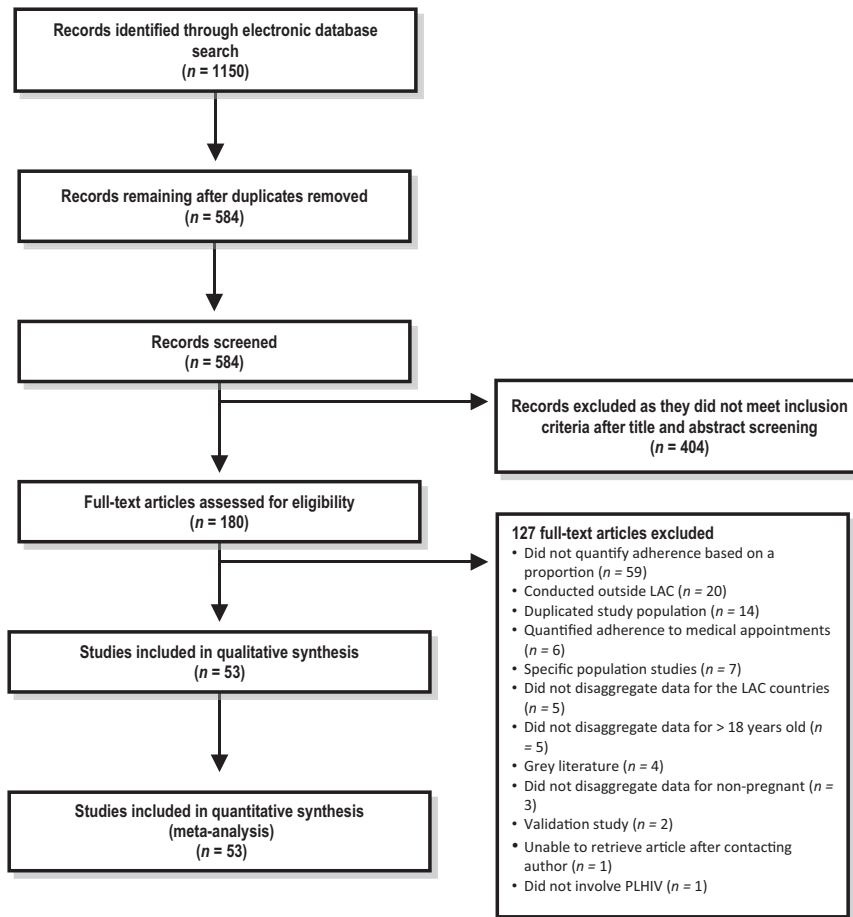 Records identified through electronic database
search
(n = 1150)
Records remaining after duplicates removed
(n = 584)
Records screened
(n = 584)
Records excluded as they did not meet inclusion
criteria after title and abstract screening
(n = 404)
Full-text articles assessed for eligibility
(n = 180)
127 full-text articles excluded
• Did not quantify adherence based on a
proportion (n = 59)
• Conducted outside LAC (n = 20)
• Duplicated study population (n = 14)
• Quantified adherence to medical appointments
(n = 6)
• Specific population studies (n = 7)
• Did not disaggregate data for the LAC countries
(n = 5)
• Did not disaggregate data for > 18 years old (n
= 5)
• Grey literature (n = 4)
• Did not disaggregate data for non-pregnant (n =
3)
• Validation study (n = 2)
• Unable to retrieve article after contacting
author (n = 1)
• Did not involve PLHIV (n = 1)
Studies included in qualitative synthesis
(n = 53)
Studies included in quantitative synthesis
(meta-analysis)
(n = 53)